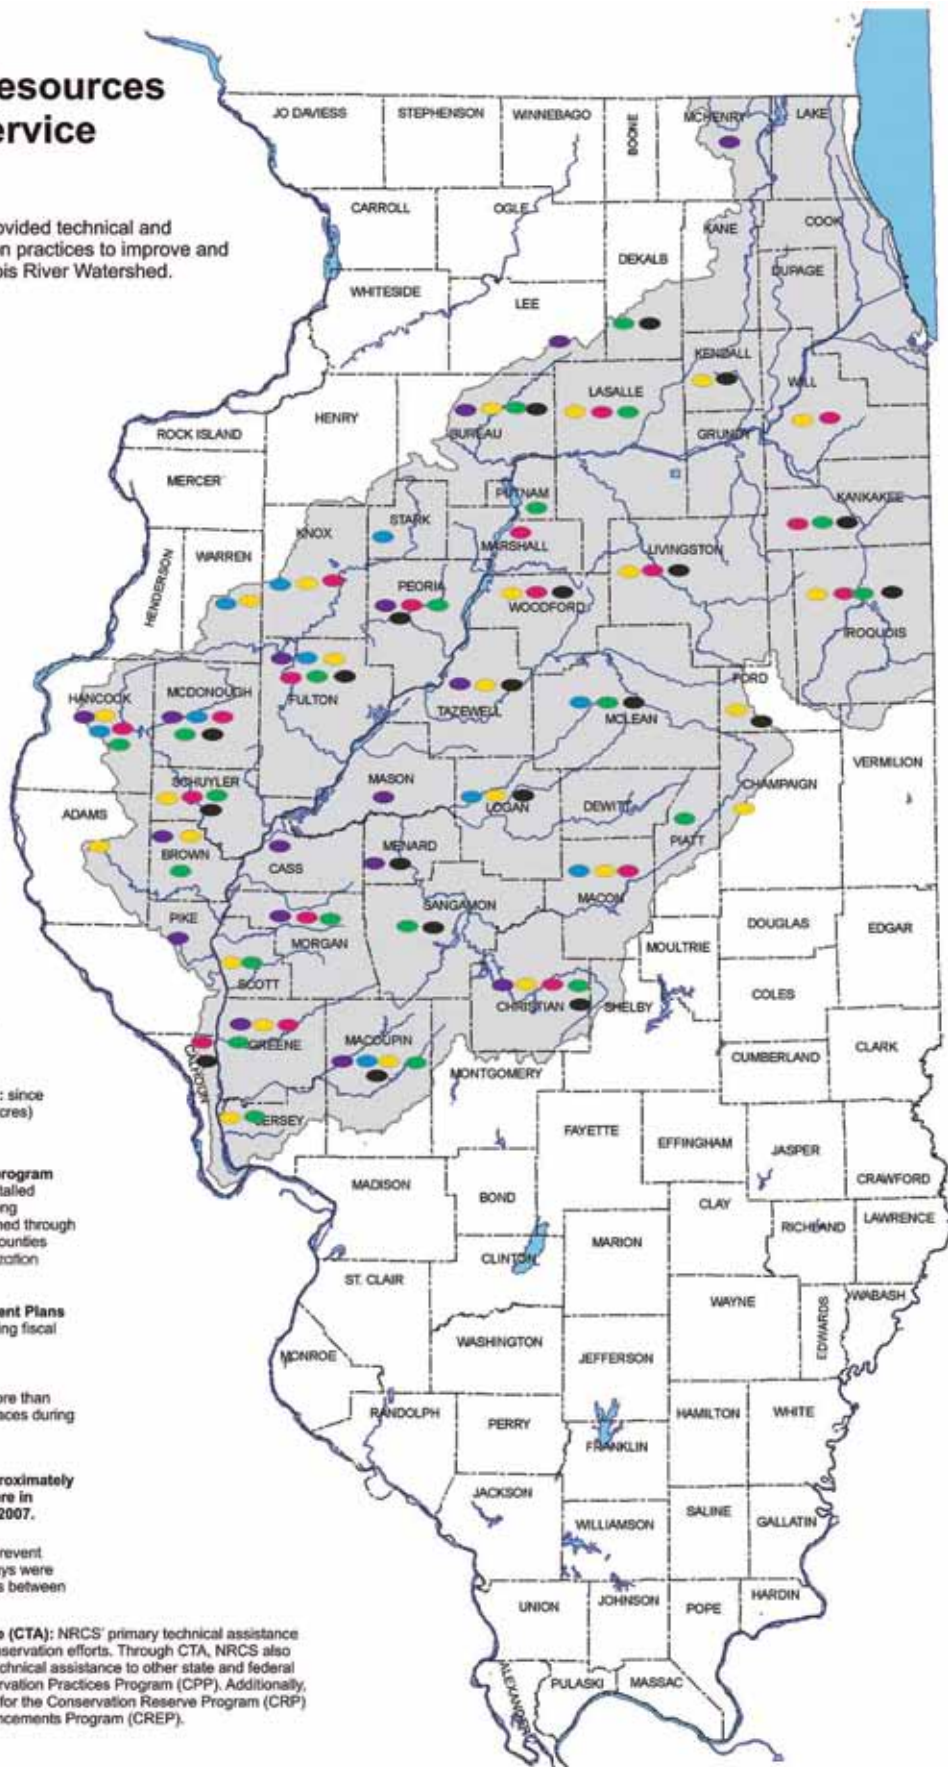 esources
ervice
ovided technical and
n practices to improve and
ois River Watershed.
JO DAVIESS
STEPHENSON
WINNEBAGO
BOONE
MCHENRY
LAKE
CARROLL
OGLE
KANE
COOK
DEKALB
DUPAGE
WHITESIDE
LEE
KENDALL
LASALLE
WILL
HENRY
BUREAU
GRUNDY
ROCK ISLAND
MERCER
PUTNAM
KANKAKEE
STARK
KNOX
MARSHALL
LIVINGSTON
WARREN
HENDERSON
PEORIA
WOODFORD
IROQUOIS
FORD
HANCOCK
MCDONOUGH
FULTON
TAZEWELL
MCLEAN
VERMILION
SCHUYLER
MASON
CHAMPAIGN
LOGAN
DEWITT
ADAMS
PIATT
BROWN
MENARD
CASS
MACON
SANGAMON
PIKE
DOUGLAS
EDGAR
MORGAN
MOULTRIE
SCOTT
COLES
CHRISTIAN
SHELBY
GREENE
MACOUPIN
CLARK
CUMBERLAND
CALHOUN
MONTGOMERY
: since
cres)
JERSEY
FAYETTE
EFFINGHAM
JASPER
rogram
talled
ng
ned through
ounties
zation
MADISON
CRAWFORD
BOND
CLAY
RICHLAND
LAWRENCE
MARION
CLINTON
ST. CLAIR
WABASH
WAYNE
EDWARDS
ent Plans
ing fiscal
WASHINGTON
MONROE
JEFFERSON
ore than
aces during
RANDOLPH
PERRY
HAMILTON
WHITE
FRANKLIN
roximately
ere in
2007.
JACKSON
SALINE
WILLIAMSON
GALLATIN
revent
ys were
s between
UNION
JOHNSON
POPE
HARDIN
e (CTA): NRCS' primary technical assistance
nservation efforts. Through CTA, NRCS also
echnical assistance to other state and federal
rvation Practices Program (CPP). Additionally,
for the Conservation Reserve Program (CRP)
ncements Program (CREP).
ALEXANDER
PULASKI
MASSAC